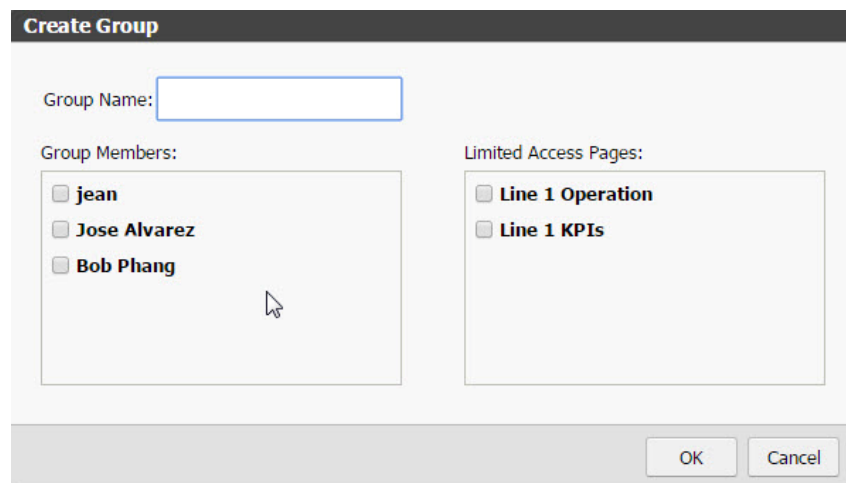 Create Group
Group Name:
Group Members:
jean
Jose Alvarez
Bob Phang
Limited Access Pages:
Line 1 Operation
Line 1 KPIs
OK
Cancel